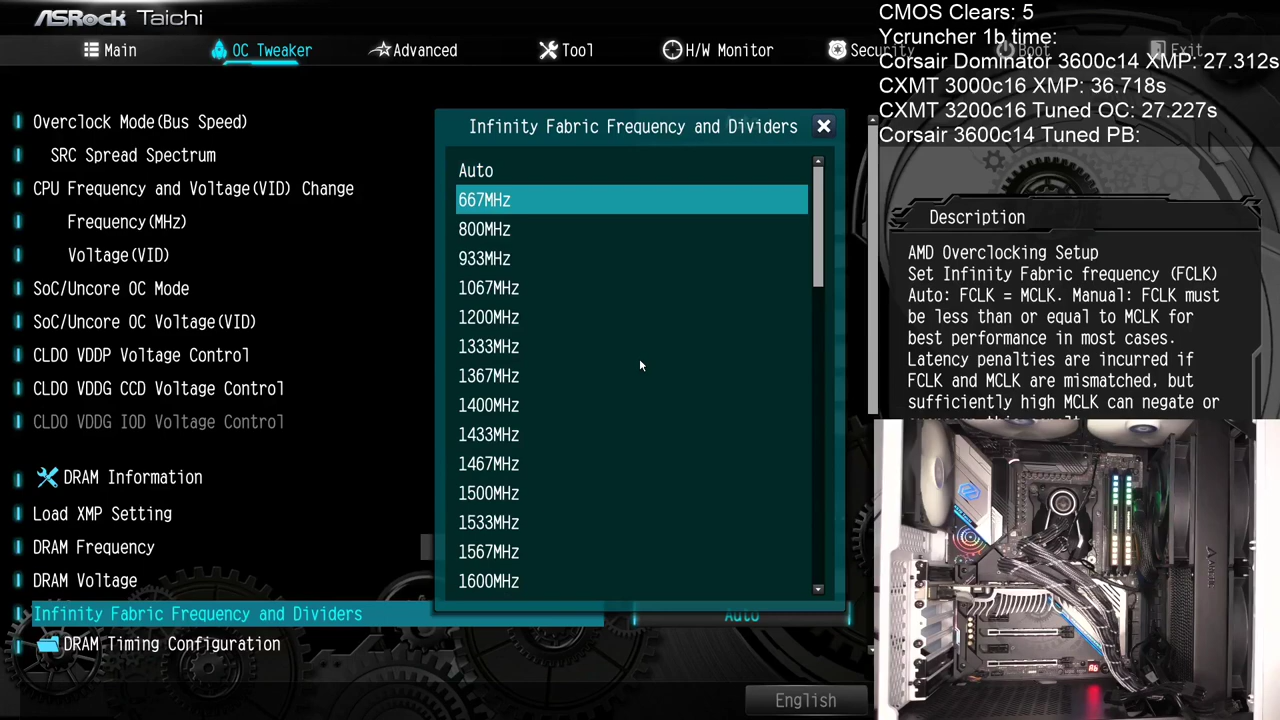 ASRock Taichi
Main
OC Tweaker
Advanced
Tool
H/W Monitor
Security
Boot
Exit
CMOS Clears: 5
Ycruncher 1b time:
Corsair Dominator 3600c14 XMP: 27.312s
CXMT 3000c16 XMP: 36.718s
CXMT 3200c16 Tuned OC: 27.227s
Corsair 3600c14 Tuned PB:
Overclock Mode(Bus Speed)
SRC Spread Spectrum
CPU Frequency and Voltage(VID) Change
Frequency(MHz)
Voltage(VID)
SoC/Uncore OC Mode
SoC/Uncore OC Voltage(VID)
CLDO VDDP Voltage Control
CLDO VDDG CCD Voltage Control
CLDO VDDG IOD Voltage Control
DRAM Information
Load XMP Setting
DRAM Frequency
DRAM Voltage
Infinity Fabric Frequency and Dividers
Auto
DRAM Timing Configuration
Infinity Fabric Frequency and Dividers
Auto
667MHz
800MHz
933MHz
1067MHz
1200MHz
1333MHz
1367MHz
1400MHz
1433MHz
1467MHz
1500MHz
1533MHz
1567MHz
1600MHz
Description
AMD Overclocking Setup
Set Infinity Fabric frequency (FCLK)
Auto: FCLK = MCLK. Manual: FCLK must
be less than or equal to MCLK for
best performance in most cases.
Latency penalties are incurred if
FCLK and MCLK are mismatched, but
sufficiently high MCLK can negate or
English